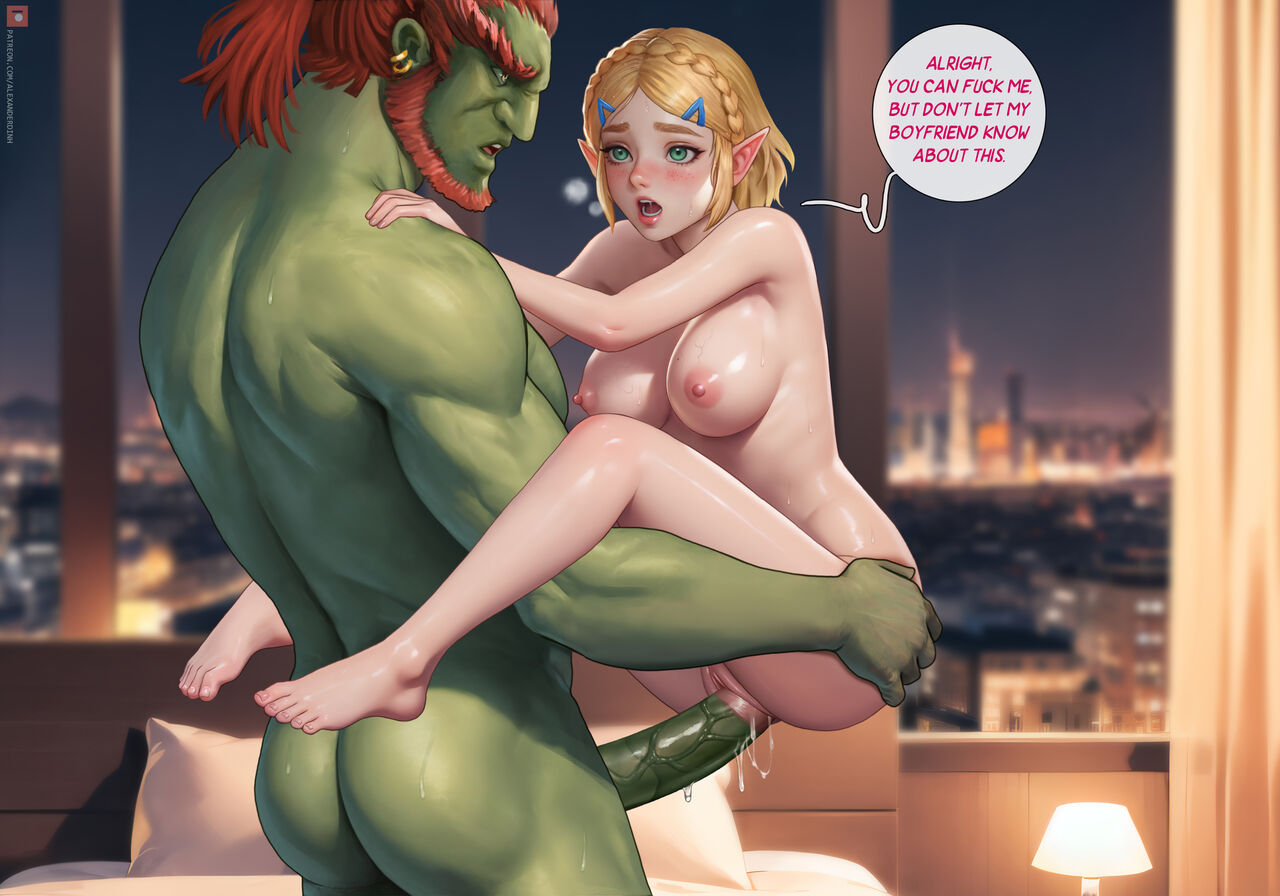 PATREON.COM/ALEXANDERDINH
ALRIGHT,
YOU CAN FUCK ME,
BUT DON'T LET MY
BOYFRIEND KNOW
ABOUT THIS.